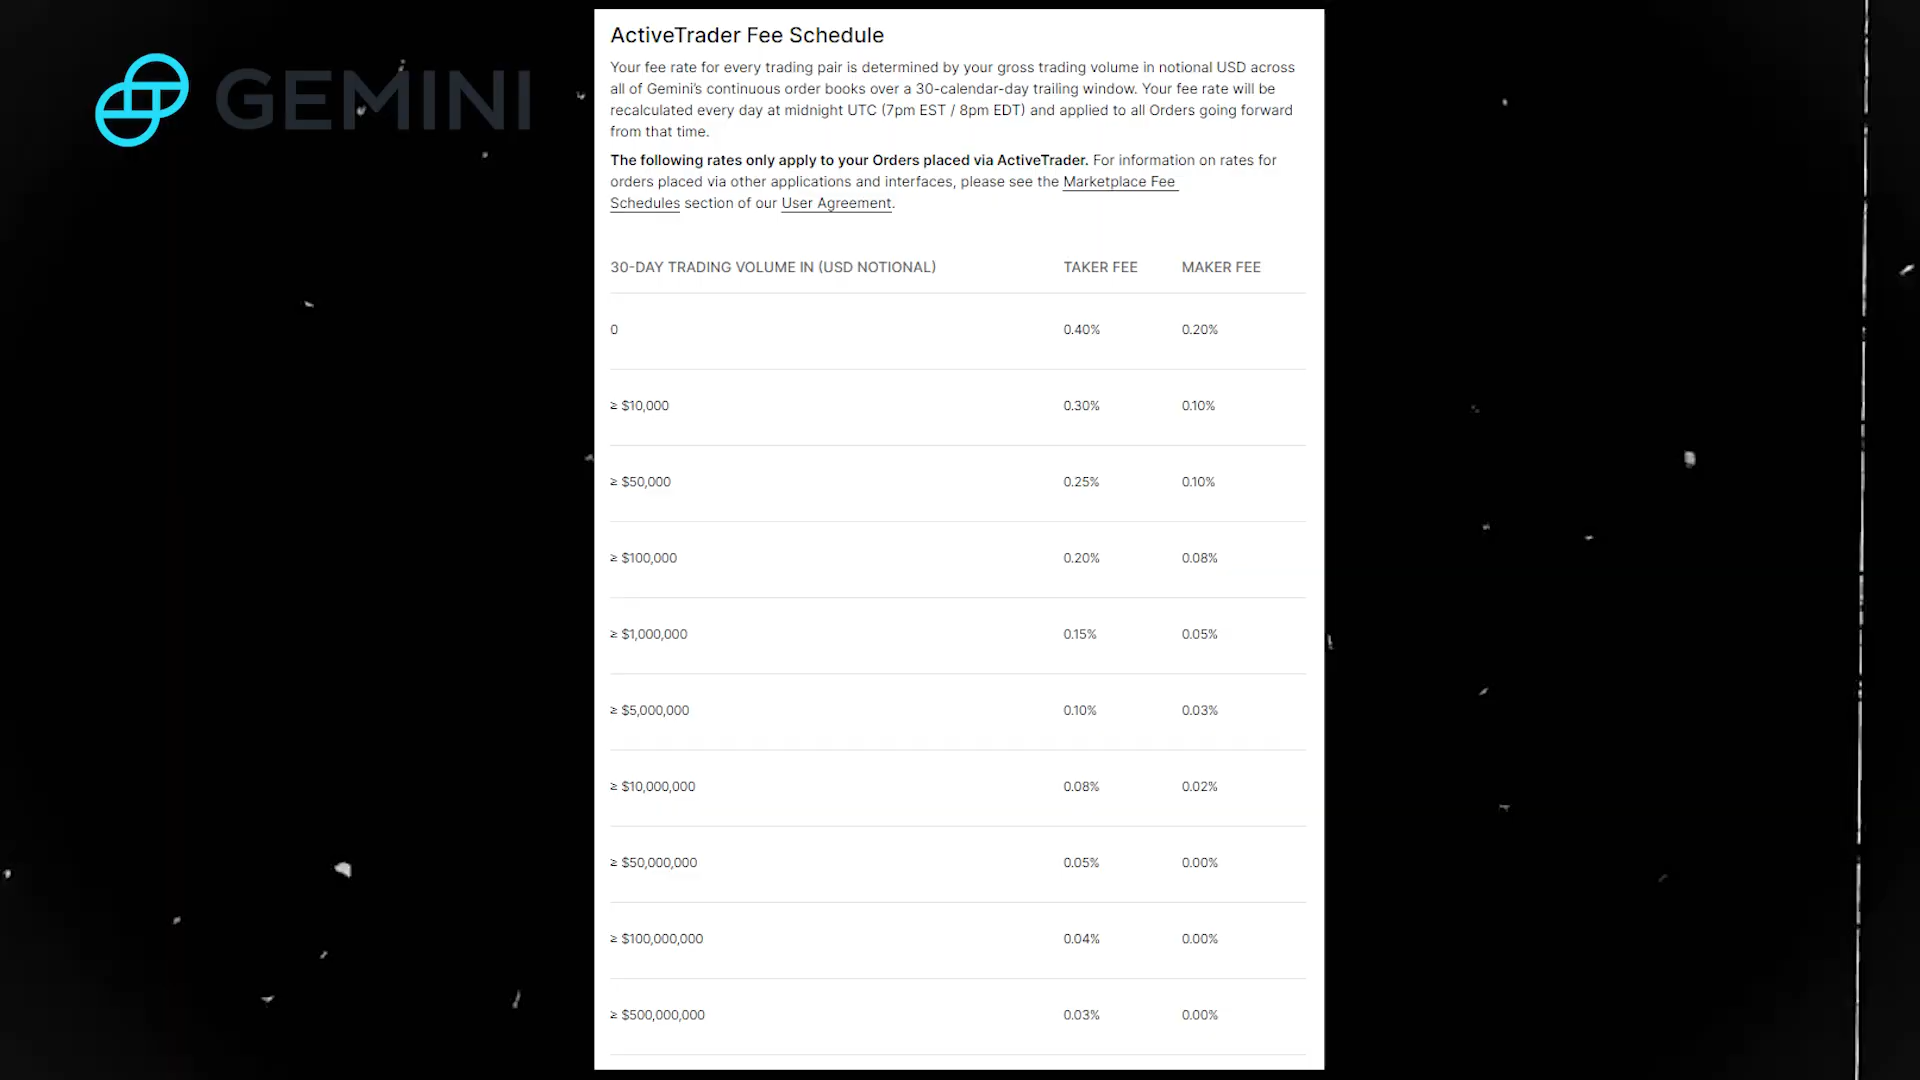 GEMINI
ActiveTrader Fee Schedule
Your fee rate for every trading pair is determined by your gross trading volume in notional USD across
all of Gemini's continuous order books over a 30-calendar-day trailing window. Your fee rate will be
recalculated every day at midnight UTC (7pm EST / 8pm EDT) and applied to all Orders going forward
from that time.
The following rates only apply to your Orders placed via ActiveTrader. For information on rates for
orders placed via other applications and interfaces, please see the Marketplace Fee
Schedules section of our User Agreement.
30-DAY TRADING VOLUME IN (USD NOTIONAL) TAKER FEE MAKER FEE
0 0.40% 0.20%
≥ $10,000 0.30% 0.10%
≥ $50,000 0.25% 0.10%
≥ $100,000 0.20% 0.08%
≥ $1,000,000 0.15% 0.05%
≥ $5,000,000 0.10% 0.03%
≥ $10,000,000 0.08% 0.02%
≥ $50,000,000 0.05% 0.00%
≥ $100,000,000 0.04% 0.00%
≥ $500,000,000 0.03% 0.00%